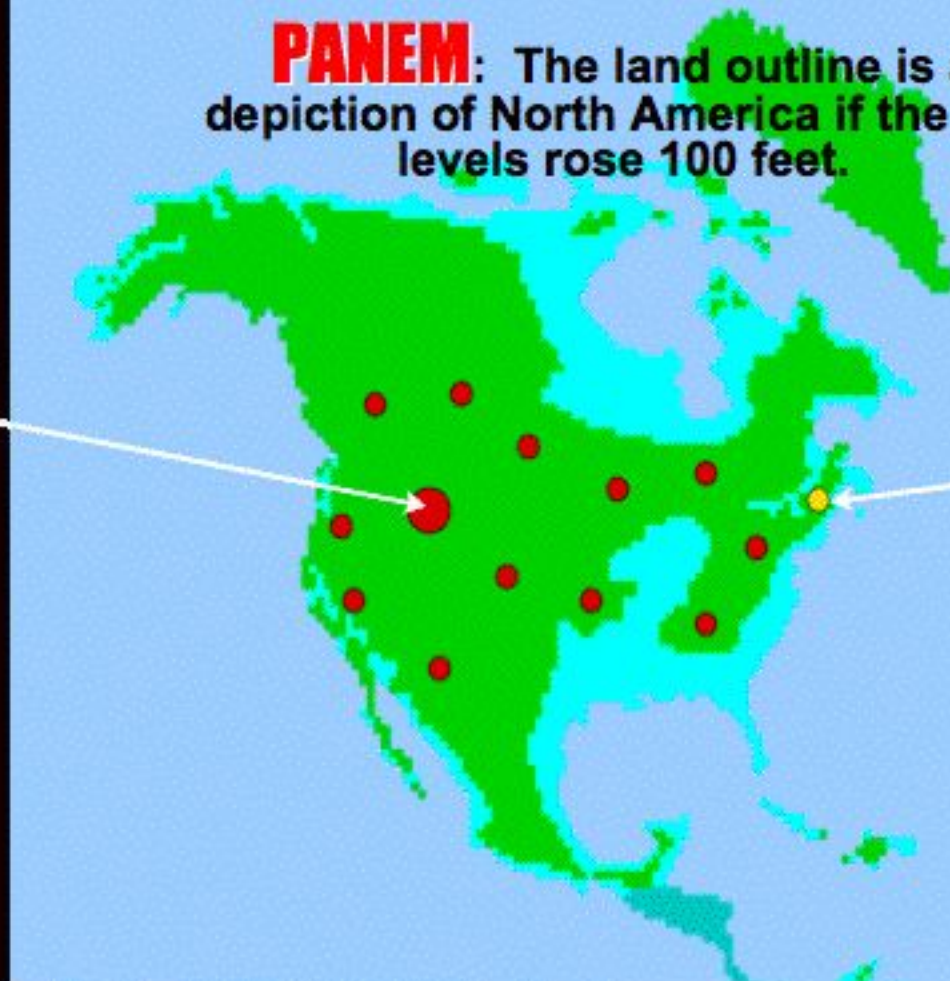 PANEM: The land outline is
depiction of North America if the
levels rose 100 feet.